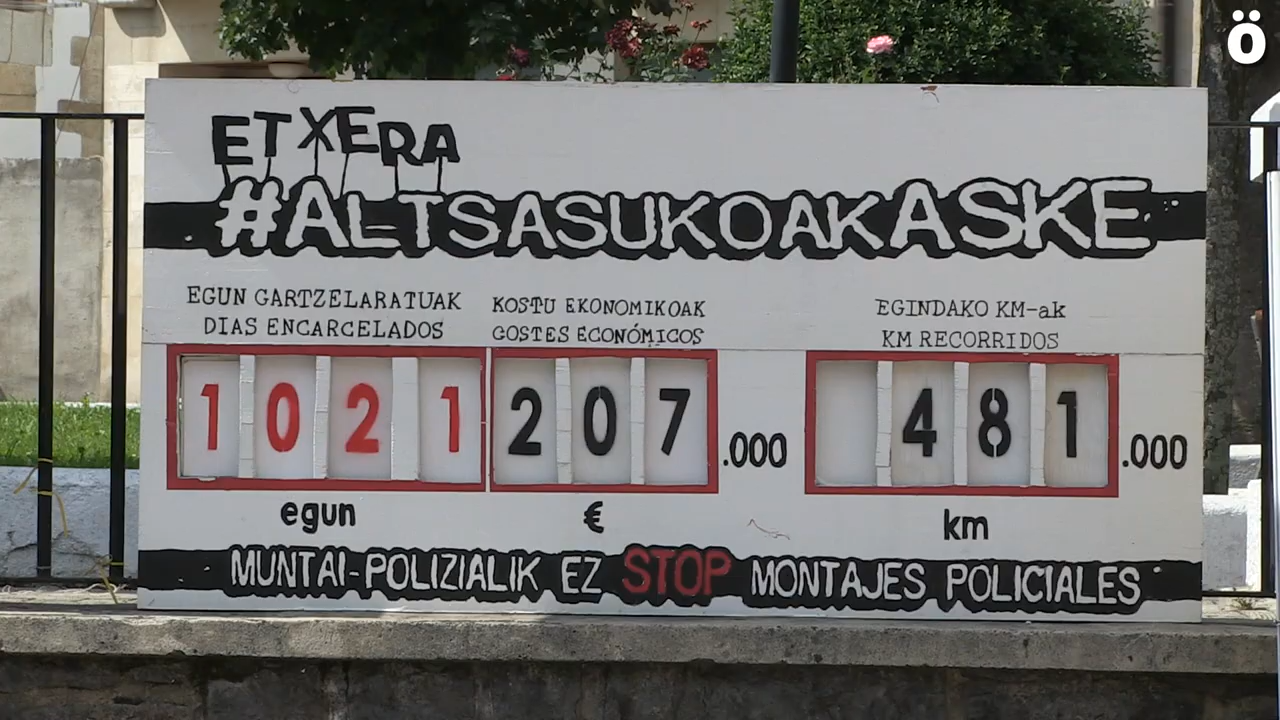 ö
ETXERA
#ALTSASUKOAKASKE
EGUN GARTZELARATUAK
DIAS ENCARCELADOS
KOSTU EKONOMIKOAK
COSTES ECONÓMICOS
EGINDAKO KM-ak
KM RECORRIDOS
1021
207.000
481.000
egun
€
km
MUNTAI-POLIZIALIK EZ STOP MONTAJES POLICIALES